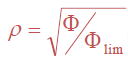 ρ = √(Φ/Φ_lim)